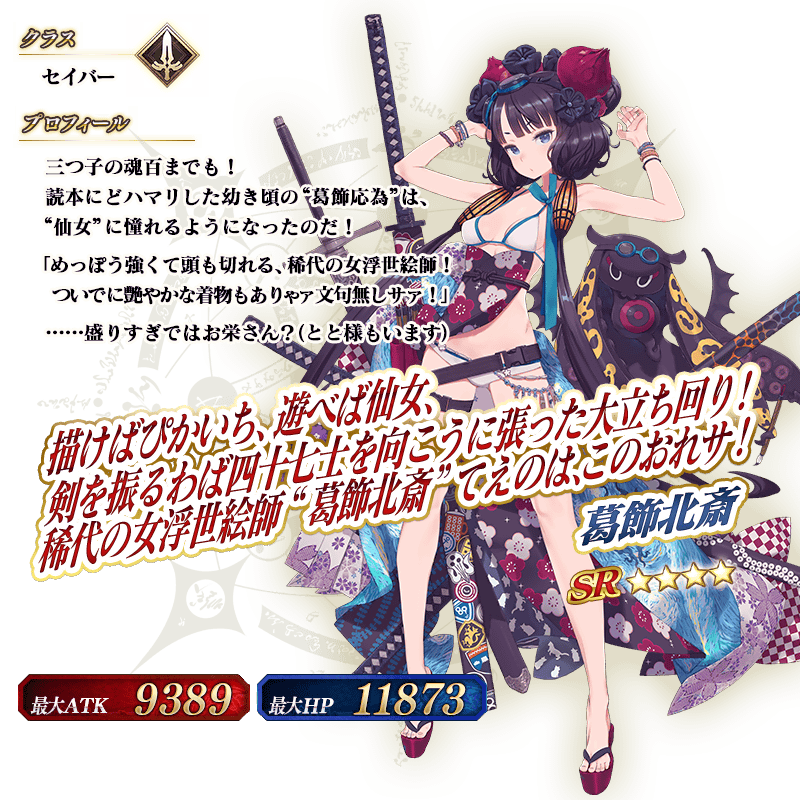 クラス
セイバー
プロフィール
三つ子の魂百までも！
読本にどハマリした幼き頃の“葛飾応為”は、
“仙女”に憧れるようになったのだ！
「めっぽう強くて頭も切れる、稀代の女浮世絵師！
ついでに艶やかな着物もありゃァ文句無しサァ！」
……盛りすぎではお栄さん？（とと様もいます）
描けばぴかいち、遊べば仙女、
剣を振るわば四十七士を向こうに張った大立ち回り！
稀代の女浮世絵師“葛飾北斎”てえのは、このおれサ！
葛飾北斎
SR
最大ATK 9389
最大HP 11873